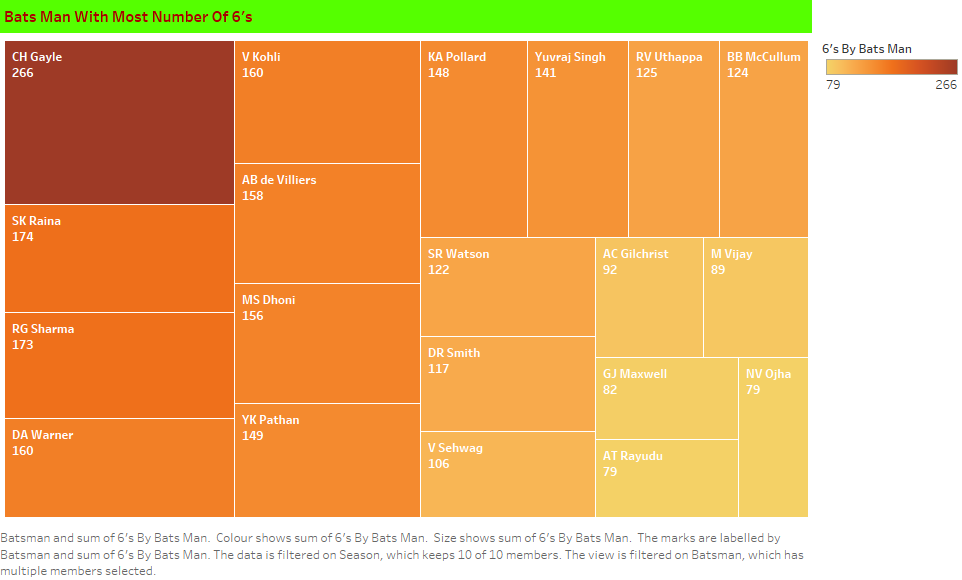 Bats Man With Most Number Of 6's
CH Gayle
266
SK Raina
174
RG Sharma
173
DA Warner
160
V Kohli
160
AB de Villiers
158
MS Dhoni
156
YK Pathan
149
KA Pollard
148
Yuvraj Singh
141
RV Uthappa
125
BB McCullum
124
SR Watson
122
DR Smith
117
V Sehwag
106
AC Gilchrist
92
M Vijay
89
GJ Maxwell
82
AT Rayudu
79
NV Ojha
79
6's By Bats Man
79 266
Batsman and sum of 6's By Bats Man.  Colour shows sum of 6's By Bats Man.  Size shows sum of 6's By Bats Man.  The marks are labelled by
Batsman and sum of 6's By Bats Man. The data is filtered on Season, which keeps 10 of 10 members. The view is filtered on Batsman, which has
multiple members selected.